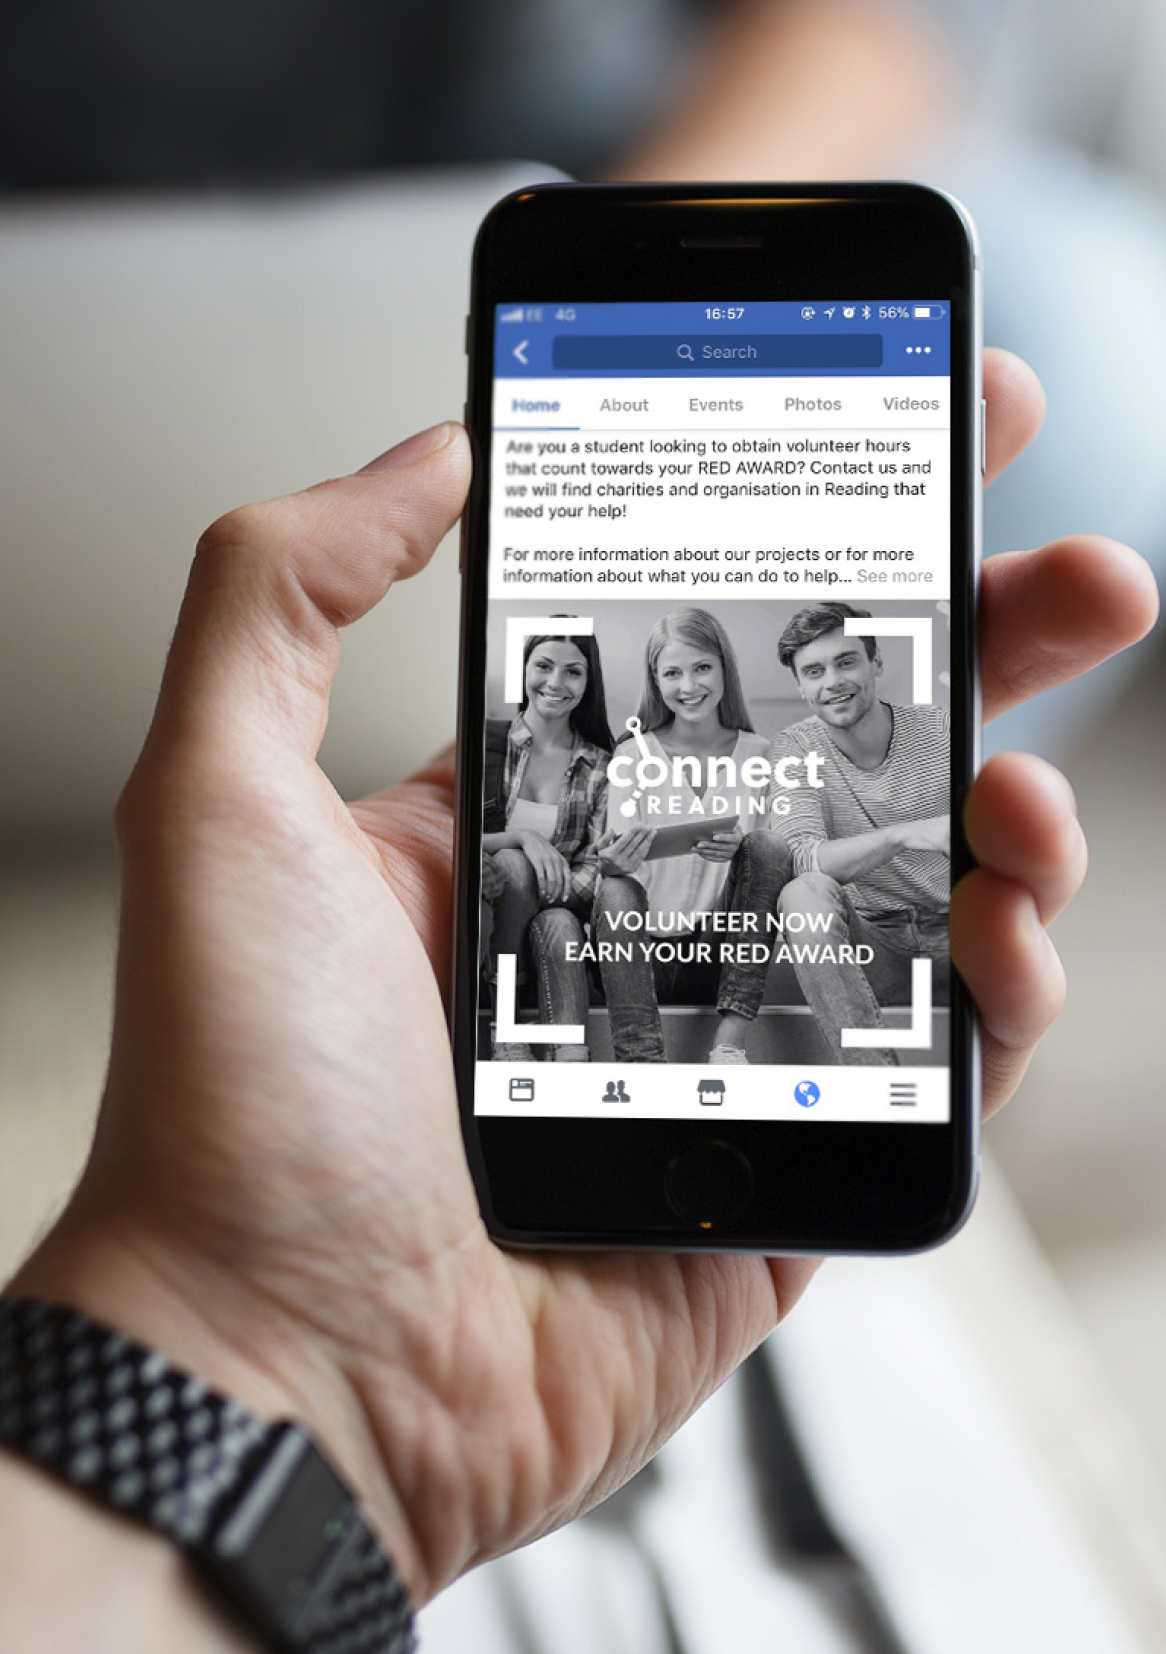 EE 4G 16:57 56%
Search
Home About Events Photos Videos
Are you a student looking to obtain volunteer hours
that count towards your RED AWARD? Contact us and
we will find charities and organisation in Reading that
need your help!
For more information about our projects or for more
information about what you can do to help... See more
connect
READING
VOLUNTEER NOW
EARN YOUR RED AWARD